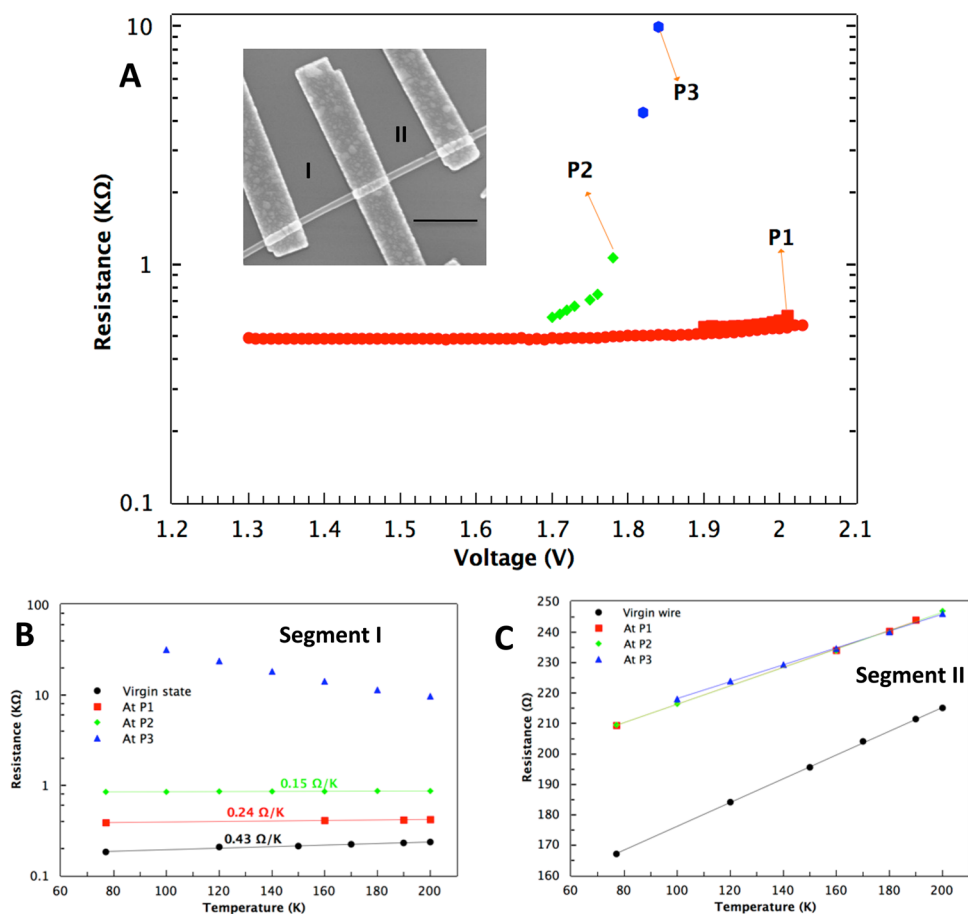 A
10
1
0.1
Resistance (KΩ)
I
II
P3
P2
P1
1.2 1.3 1.4 1.5 1.6 1.7 1.8 1.9 2 2.1
Voltage (V)
B
Segment I
100
10
1
0.1
Resistance (KΩ)
Virgin state
At P1
At P2
At P3
0.15 Ω/K
0.24 Ω/K
0.43 Ω/K
60 80 100 120 140 160 180 200
Temperature (K)
C
Segment II
250
240
230
220
210
200
190
180
170
160
Resistance (Ω)
Virgin wire
At P1
At P2
At P3
60 80 100 120 140 160 180 200
Temperature (K)